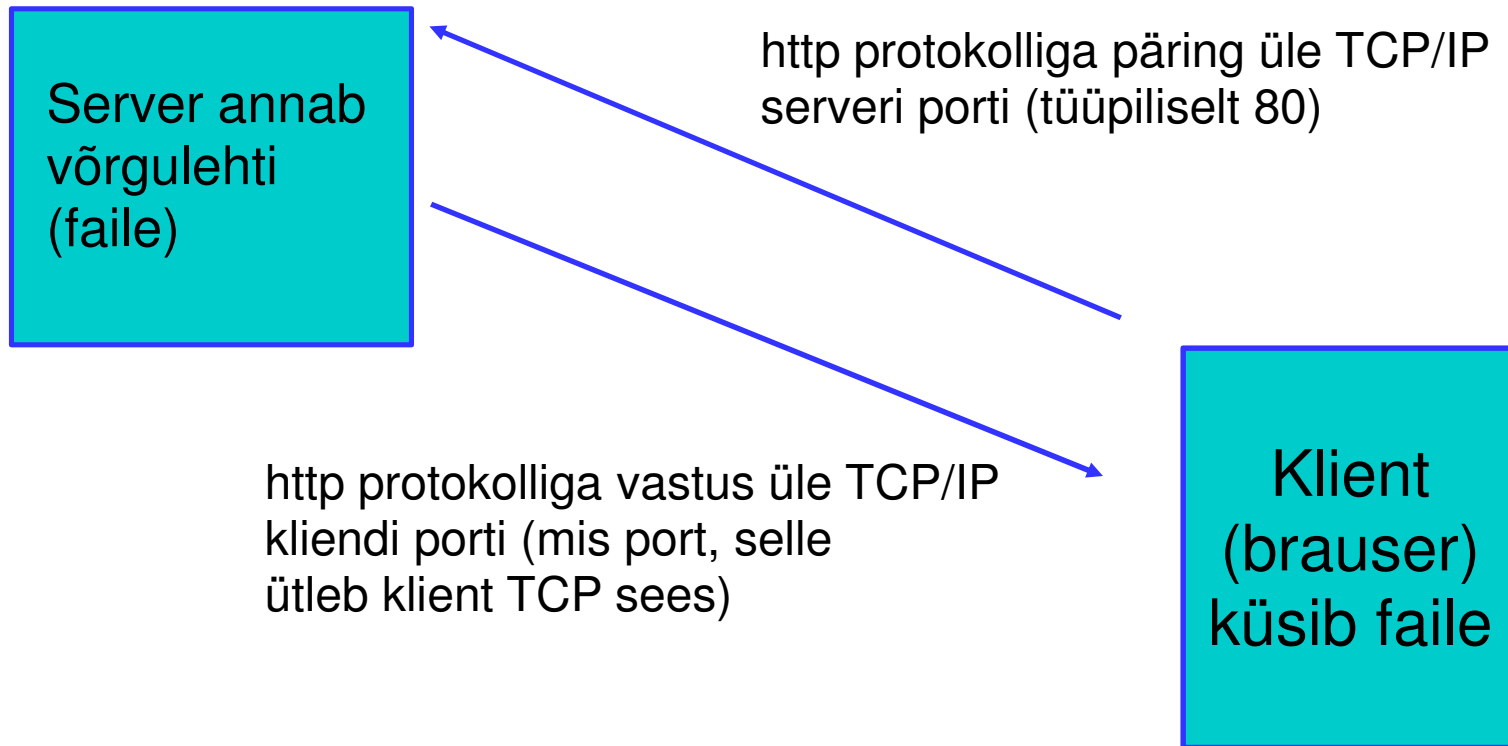 Server annab
võrgulehti
(faile)
http protokolliga päring üle TCP/IP
serveri porti (tüüpiliselt 80)
http protokolliga vastus üle TCP/IP
kliendi porti (mis port, selle
ütleb klient TCP sees)
Klient
(brauser)
küsib faile